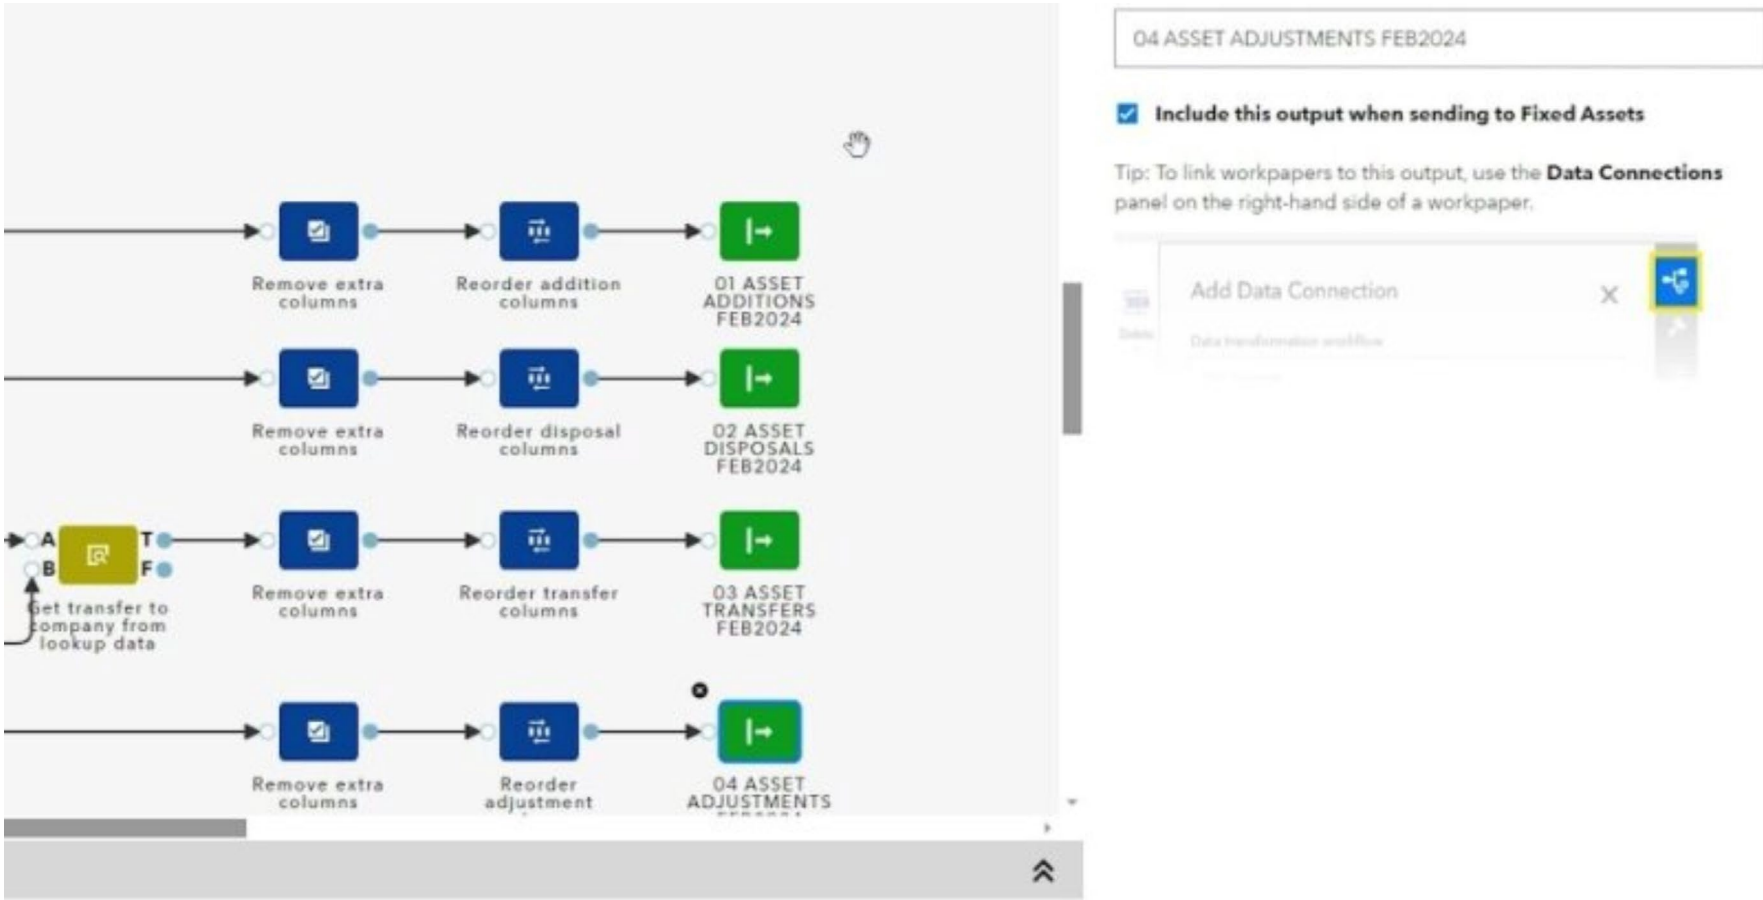 04 ASSET ADJUSTMENTS FEB2024
Include this output when sending to Fixed Assets
Tip: To link workpapers to this output, use the Data Connections
panel on the right-hand side of a workpaper.
Add Data Connection
Data transformation workflow
Delete
Remove extra
columns
Reorder addition
columns
01 ASSET
ADDITIONS
FEB2024
Remove extra
columns
Reorder disposal
columns
02 ASSET
DISPOSALS
FEB2024
A
B
T
F
Get transfer to
company from
lookup data
Remove extra
columns
Reorder transfer
columns
03 ASSET
TRANSFERS
FEB2024
Remove extra
columns
Reorder
adjustment
04 ASSET
ADJUSTMENTS